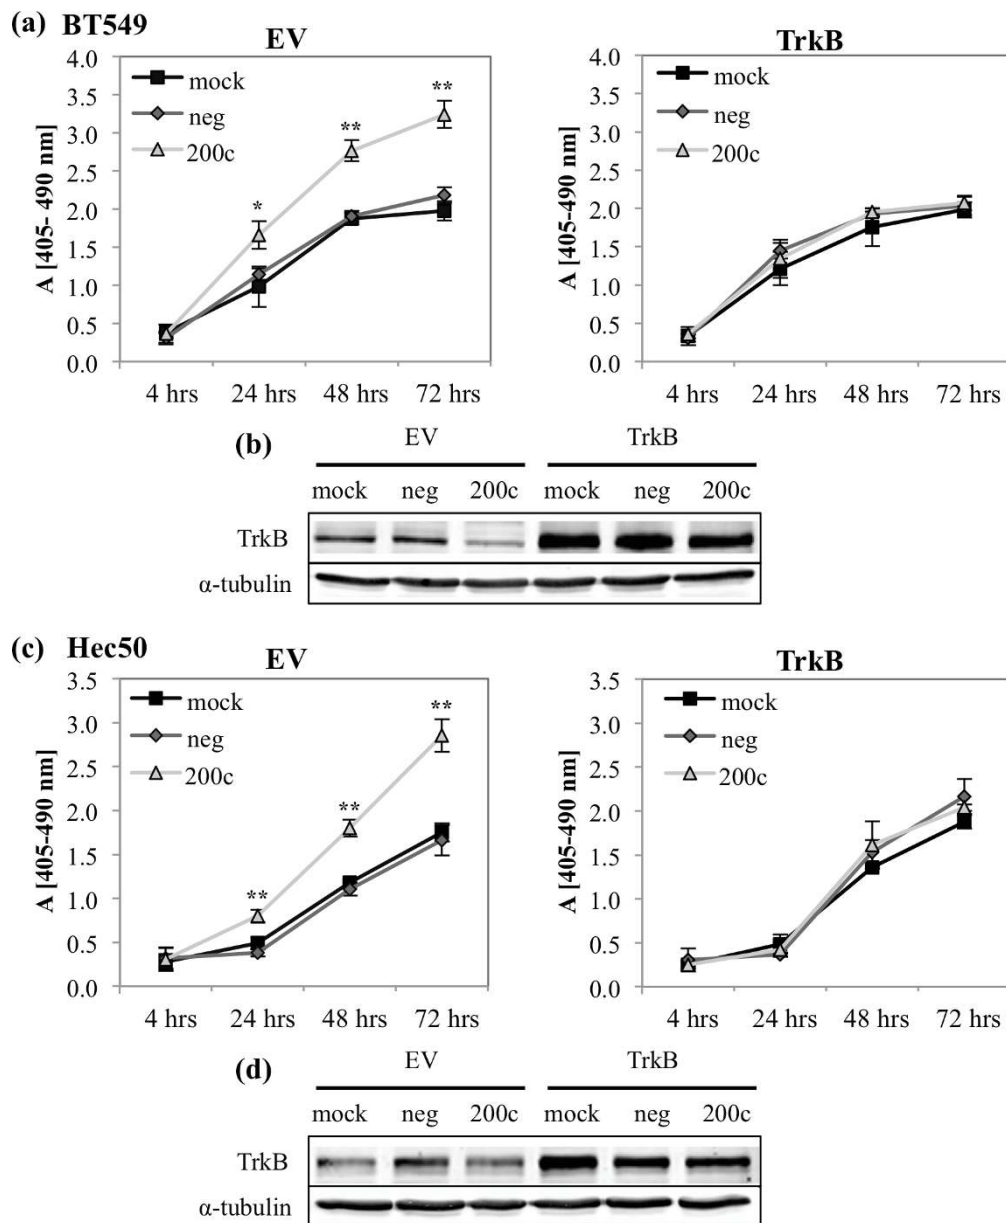 (a) BT549
EV
TrkB
4.0
3.5
3.0
2.5
2.0
1.5
1.0
0.5
0.0
A [405- 490 nm]
mock
neg
200c
*
**
**
4 hrs 24 hrs 48 hrs 72 hrs
4.0
3.5
3.0
2.5
2.0
1.5
1.0
0.5
0.0
A [405-490 nm]
mock
neg
200c
4 hrs 24 hrs 48 hrs 72 hrs
(b)
EV TrkB
mock neg 200c mock neg 200c
TrkB
α-tubulin
(c) Hec50
EV
TrkB
3.5
3.0
2.5
2.0
1.5
1.0
0.5
0.0
A [405-490 nm]
mock
neg
200c
**
**
**
4 hrs 24 hrs 48 hrs 72 hrs
3.5
3.0
2.5
2.0
1.5
1.0
0.5
0.0
A [405-490 nm]
mock
neg
200c
4 hrs 24 hrs 48 hrs 72 hrs
(d)
EV TrkB
mock neg 200c mock neg 200c
TrkB
α-tubulin